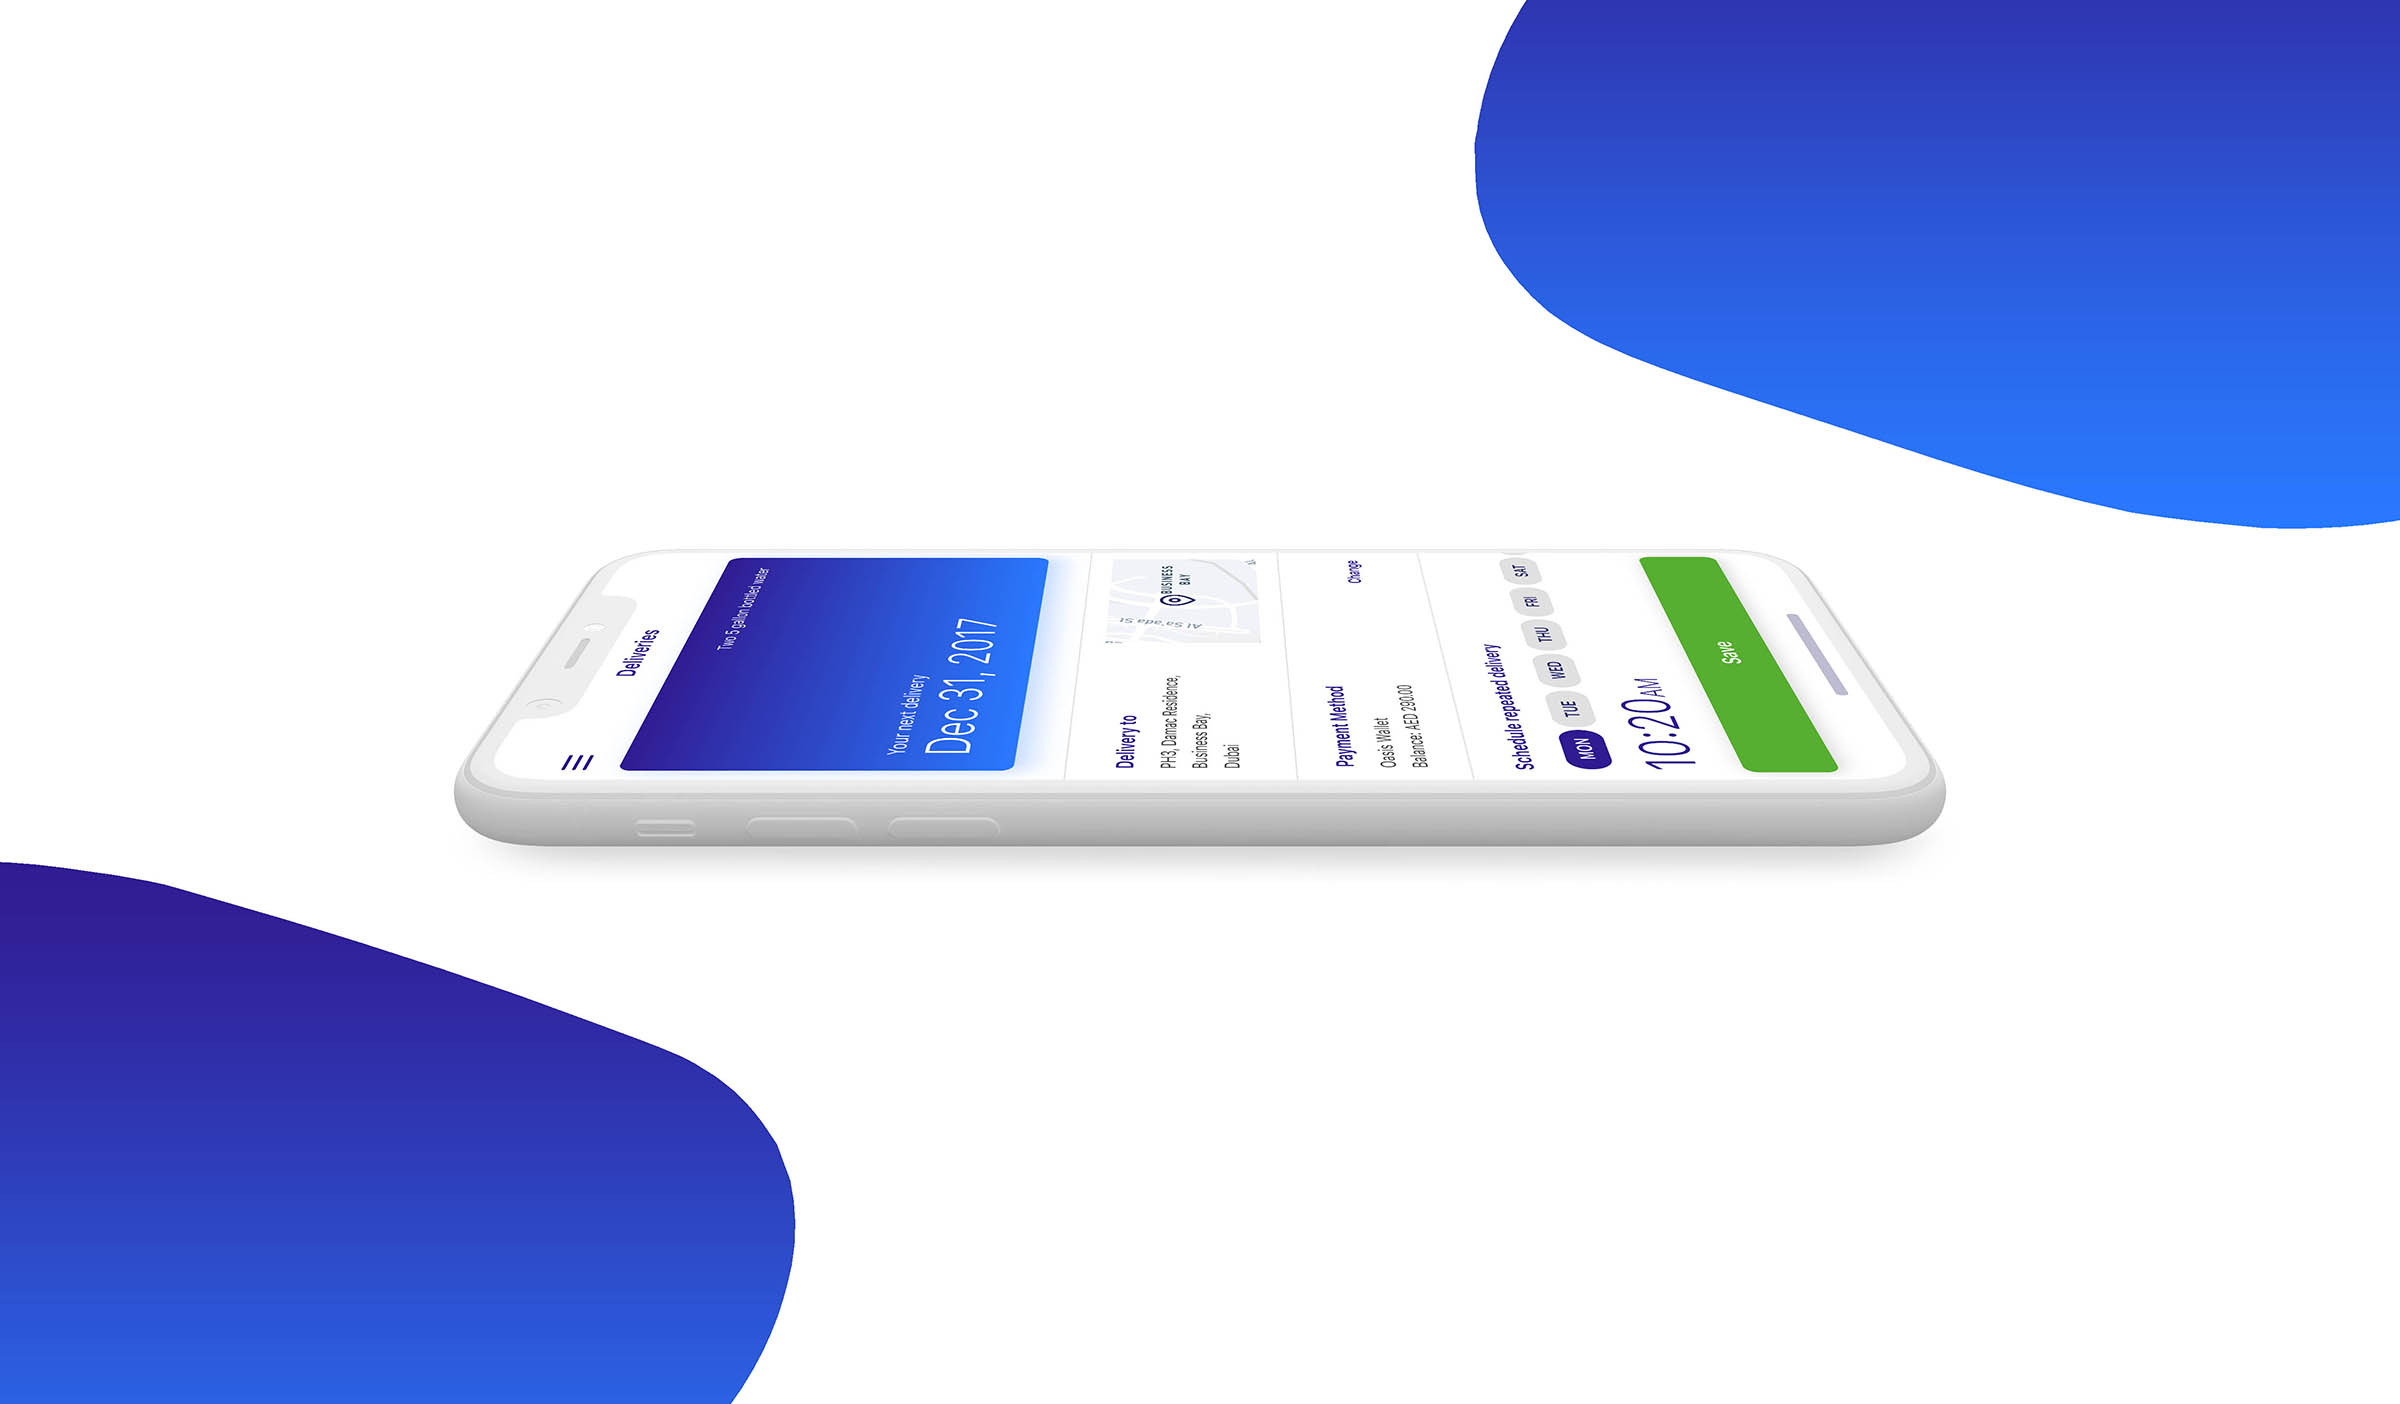 Deliveries
Two 5 gallon bottled water
Your next delivery
Dec 31, 2017
Delivery to
PH3, Damac Residence,
Business Bay,
Dubai
BUSINESS
BAY
Al Sa'ada St
Payment Method
Change
Oasis Wallet
Balance: AED 290.00
Schedule repeated delivery
MON TUE WED THU FRI SAT
10:20AM
Save